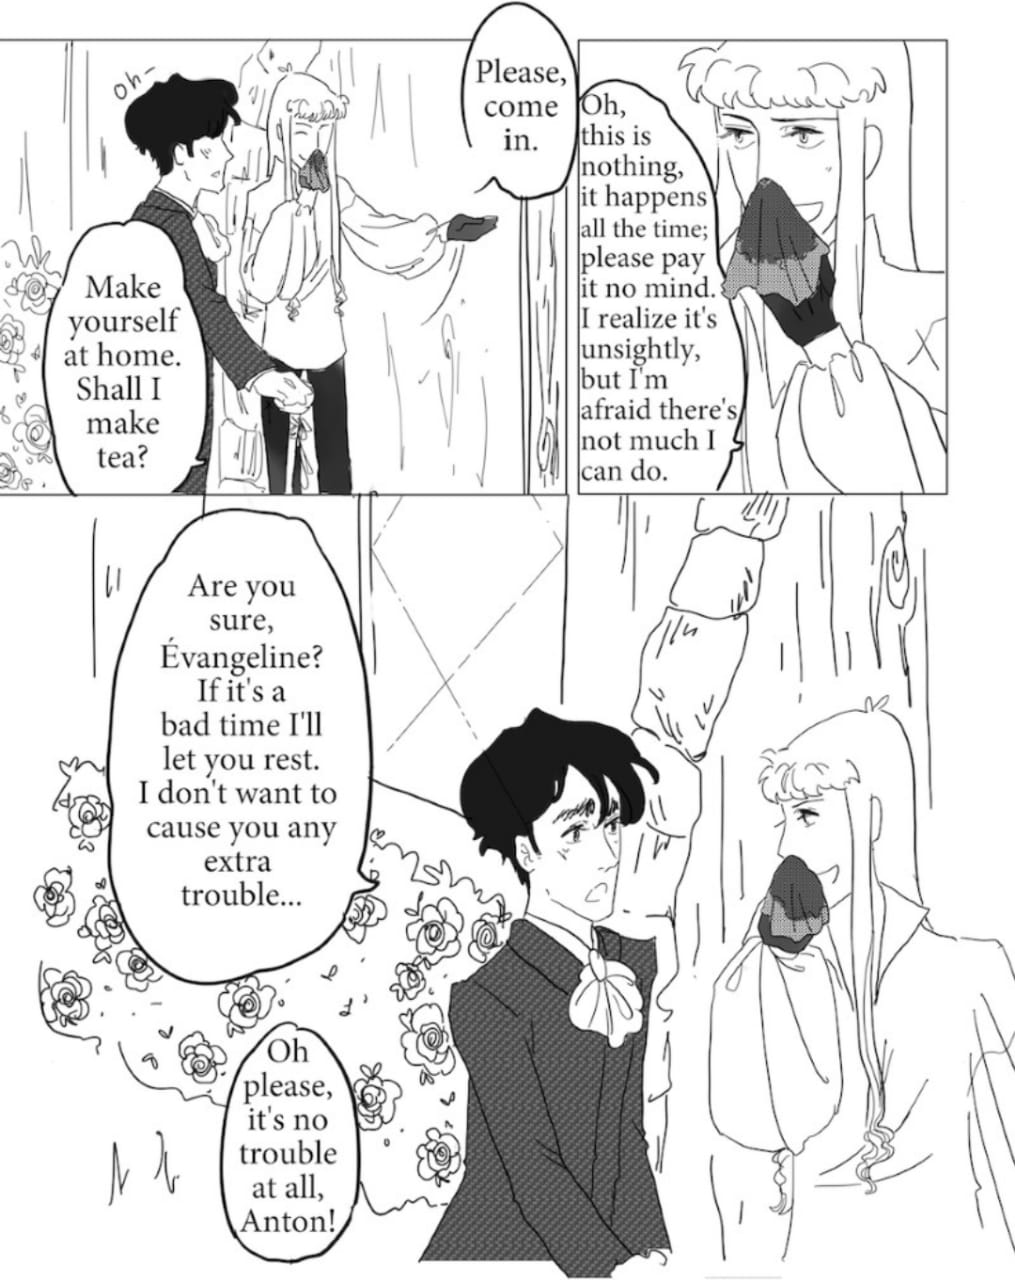 oh-
Please,
come
in.
Make
yourself
at home.
Shall I
make
tea?
Oh,
this is
nothing,
it happens
all the time;
please pay
it no mind.
I realize it's
unsightly,
but I'm
afraid there's
not much I
can do.
Are you
sure,
Évangeline?
If it's a
bad time I'll
let you rest.
I don't want to
cause you any
extra
trouble...
Oh
please,
it's no
trouble
at all,
Anton!